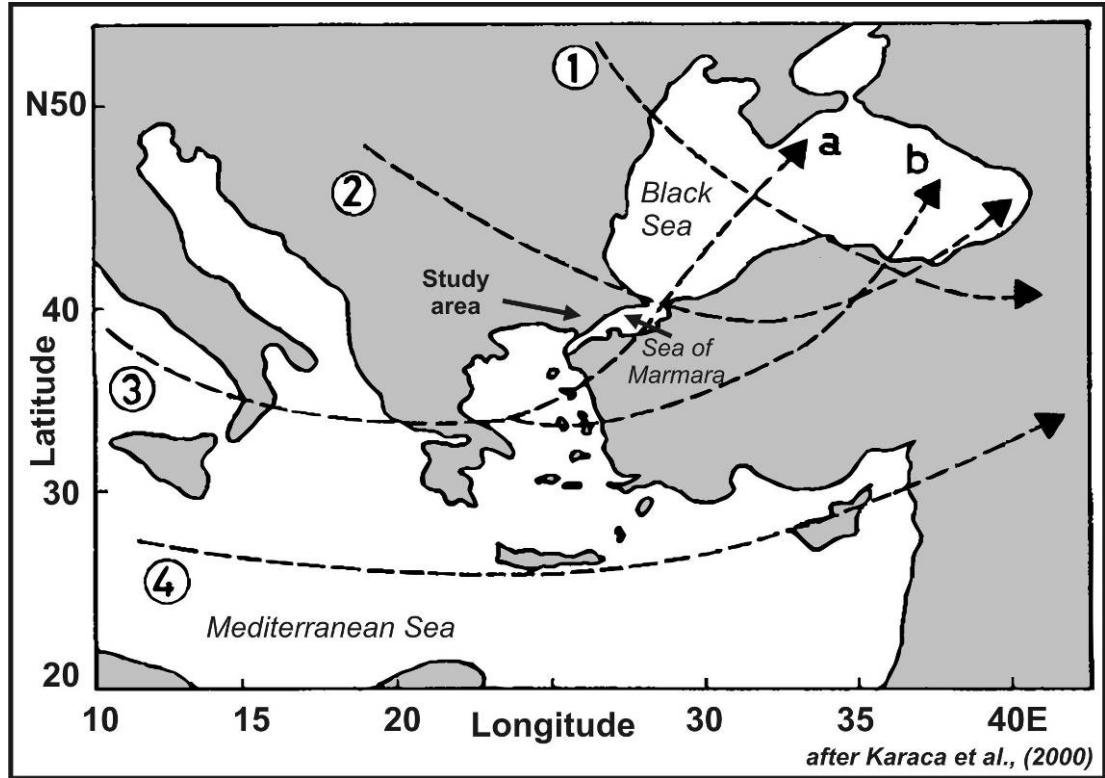 1
N50
a
b
2
Black
Sea
Study
area
40
Sea of
Marmara
3
Latitude
30
4
Mediterranean Sea
20
10
15
20
Longitude
30
35
40E
after Karaca et al., (2000)